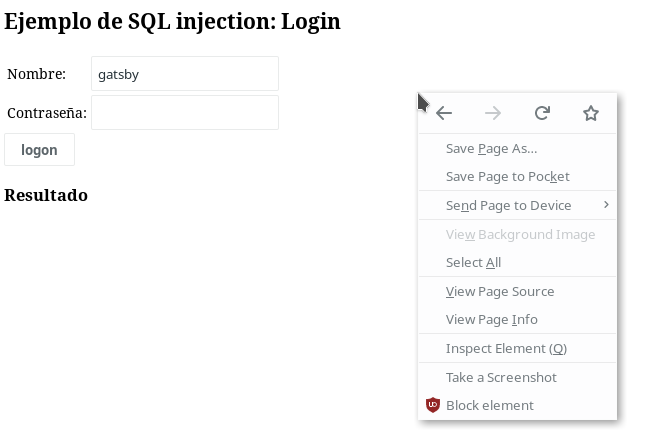 Ejemplo de SQL injection: Login
Nombre:
gatsby
Contraseña:
logon
Resultado
Save Page As...
Save Page to Pocket
Send Page to Device
View Background Image
Select All
View Page Source
View Page Info
Inspect Element (Q)
Take a Screenshot
Block element